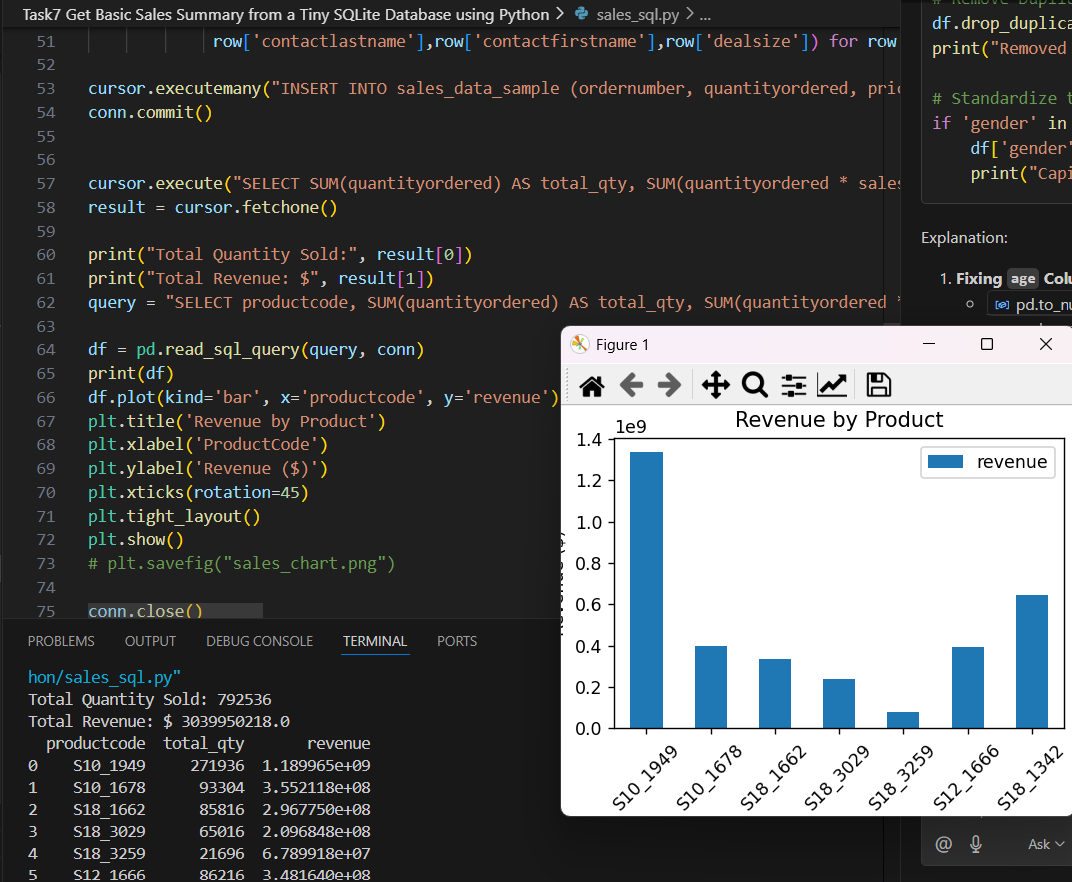 Task7 Get Basic Sales Summary from a Tiny SQLite Database using Python > sales_sql.py > ...
51 row['contactlastname'],row['contactfirstname'],row['dealsize']) for row
52
53 cursor.executemany("INSERT INTO sales_data_sample (ordernumber, quantityordered,
54 conn.commit()
55
56
57 cursor.execute("SELECT SUM(quantityordered) AS total_qty, SUM(quantityordered *
58 result = cursor.fetchone()
59
60 print("Total Quantity Sold:", result[0])
61 print("Total Revenue: $", result[1])
62 query = "SELECT productcode, SUM(quantityordered) AS total_qty, SUM(quantityordered
63
64 df = pd.read_sql_query(query, conn)
65 print(df)
66 df.plot(kind='bar', x='productcode', y='revenue')
67 plt.title('Revenue by Product')
68 plt.xlabel('ProductCode')
69 plt.ylabel('Revenue ($)')
70 plt.xticks(rotation=45)
71 plt.tight_layout()
72 plt.show()
73 # plt.savefig("sales_chart.png")
74
75 conn.close()
PROBLEMS OUTPUT DEBUG CONSOLE TERMINAL PORTS
hon/sales_sql.py"
Total Quantity Sold: 792536
Total Revenue: $ 3039950218.0
productcode total_qty revenue
0 S10_1949 271936 1.189965e+09
1 S10_1678 93304 3.552118e+08
2 S18_1662 85816 2.967750e+08
3 S18_3029 65016 2.096848e+08
4 S18_3259 21696 6.789918e+07
5 S12_1666 86216 3.481640e+08
df.drop_duplica
print("Removed
# Standardize t
if 'gender' in
df['gender'
print("Capi
Explanation:
1. Fixing age Colu
pd.to_nu
Figure 1
Revenue by Product
1e9
1.4
1.2
1.0
0.8
0.6
0.4
0.2
0.0
revenue
S10_1949
S10_1678
S18_1662
S18_3029
S18_3259
S12_1666
S18_1342
@ Ask